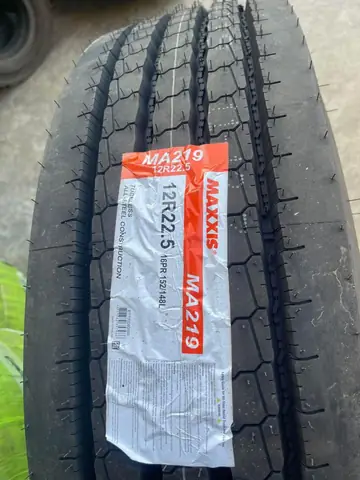 MA219
12R22.5
MAXXIS
MA219
12R22.5
16PR 152/148L
TUBELESS
ALL STEEL CONSTRUCTION